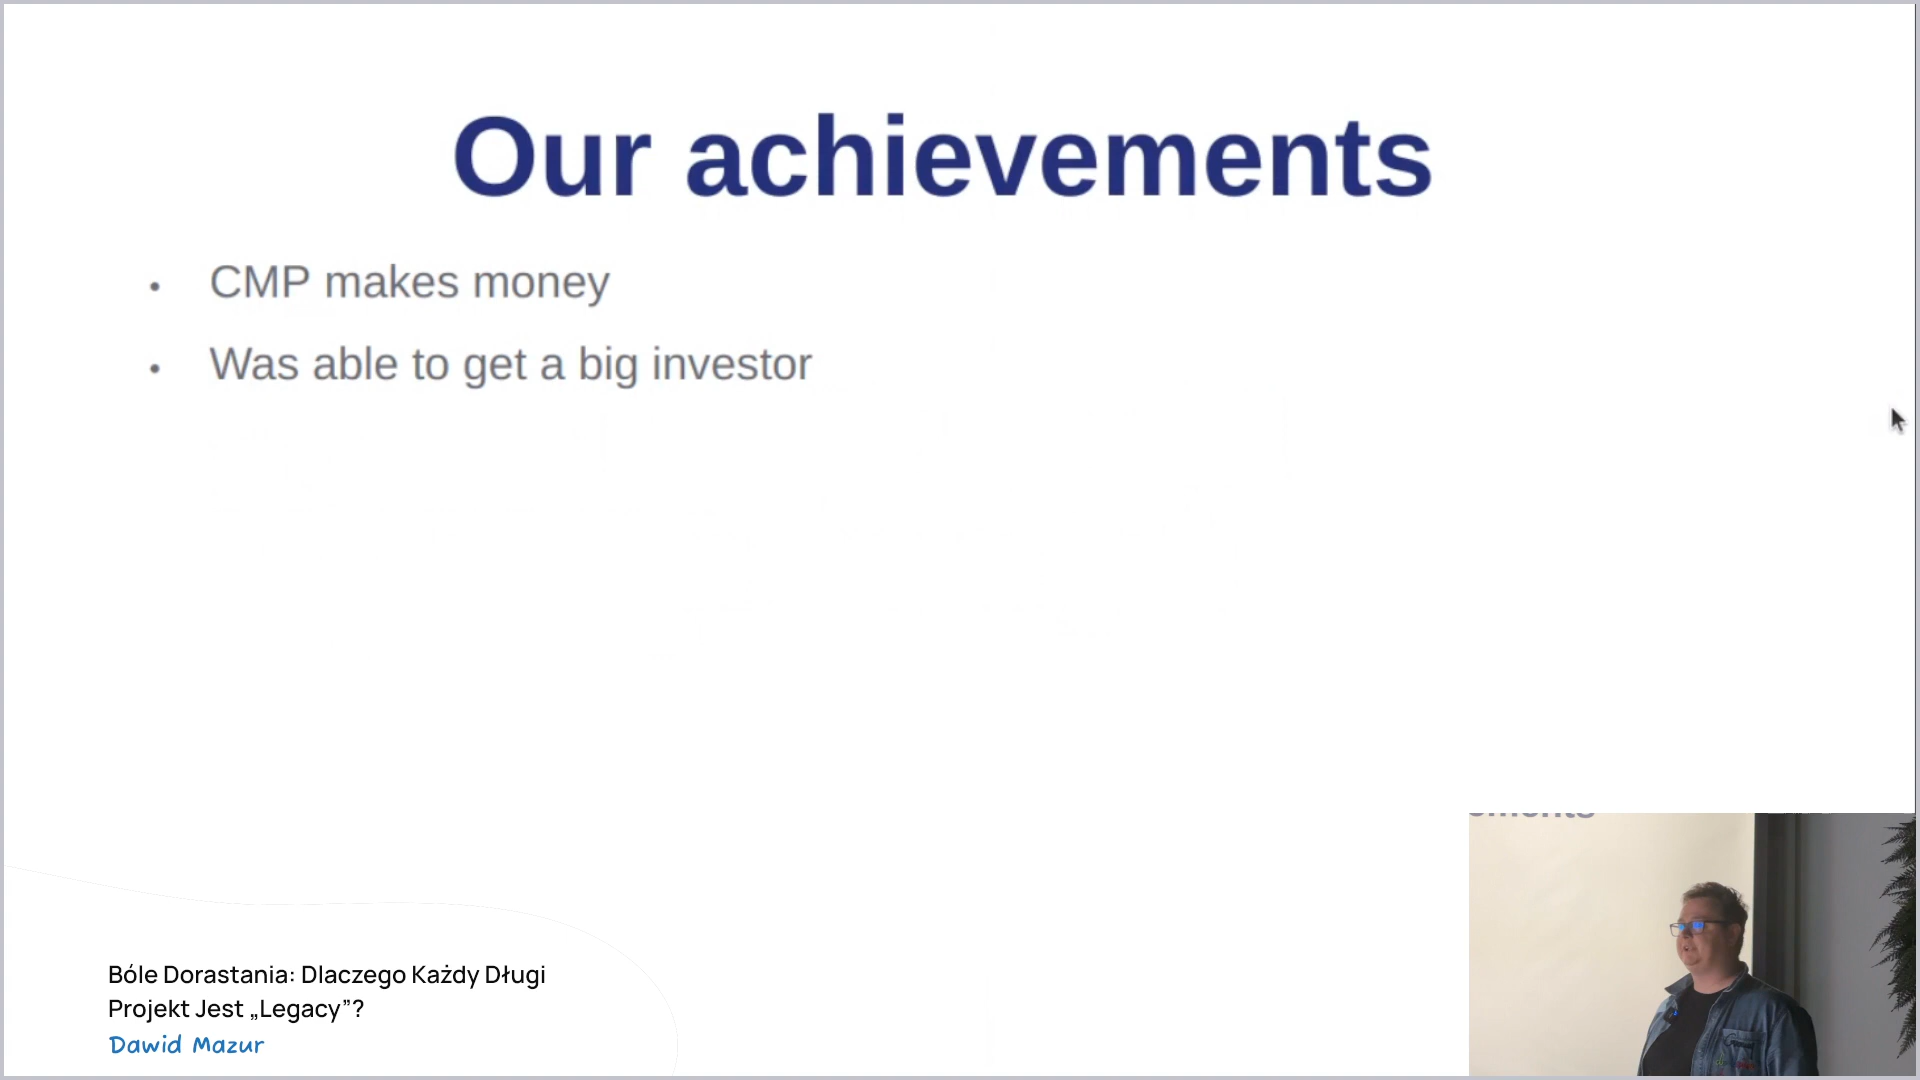 Our achievements
• CMP makes money
• Was able to get a big investor
Bóle Dorastania: Dlaczego Każdy Długi
Projekt Jest „Legacy”?
Dawid Mazur